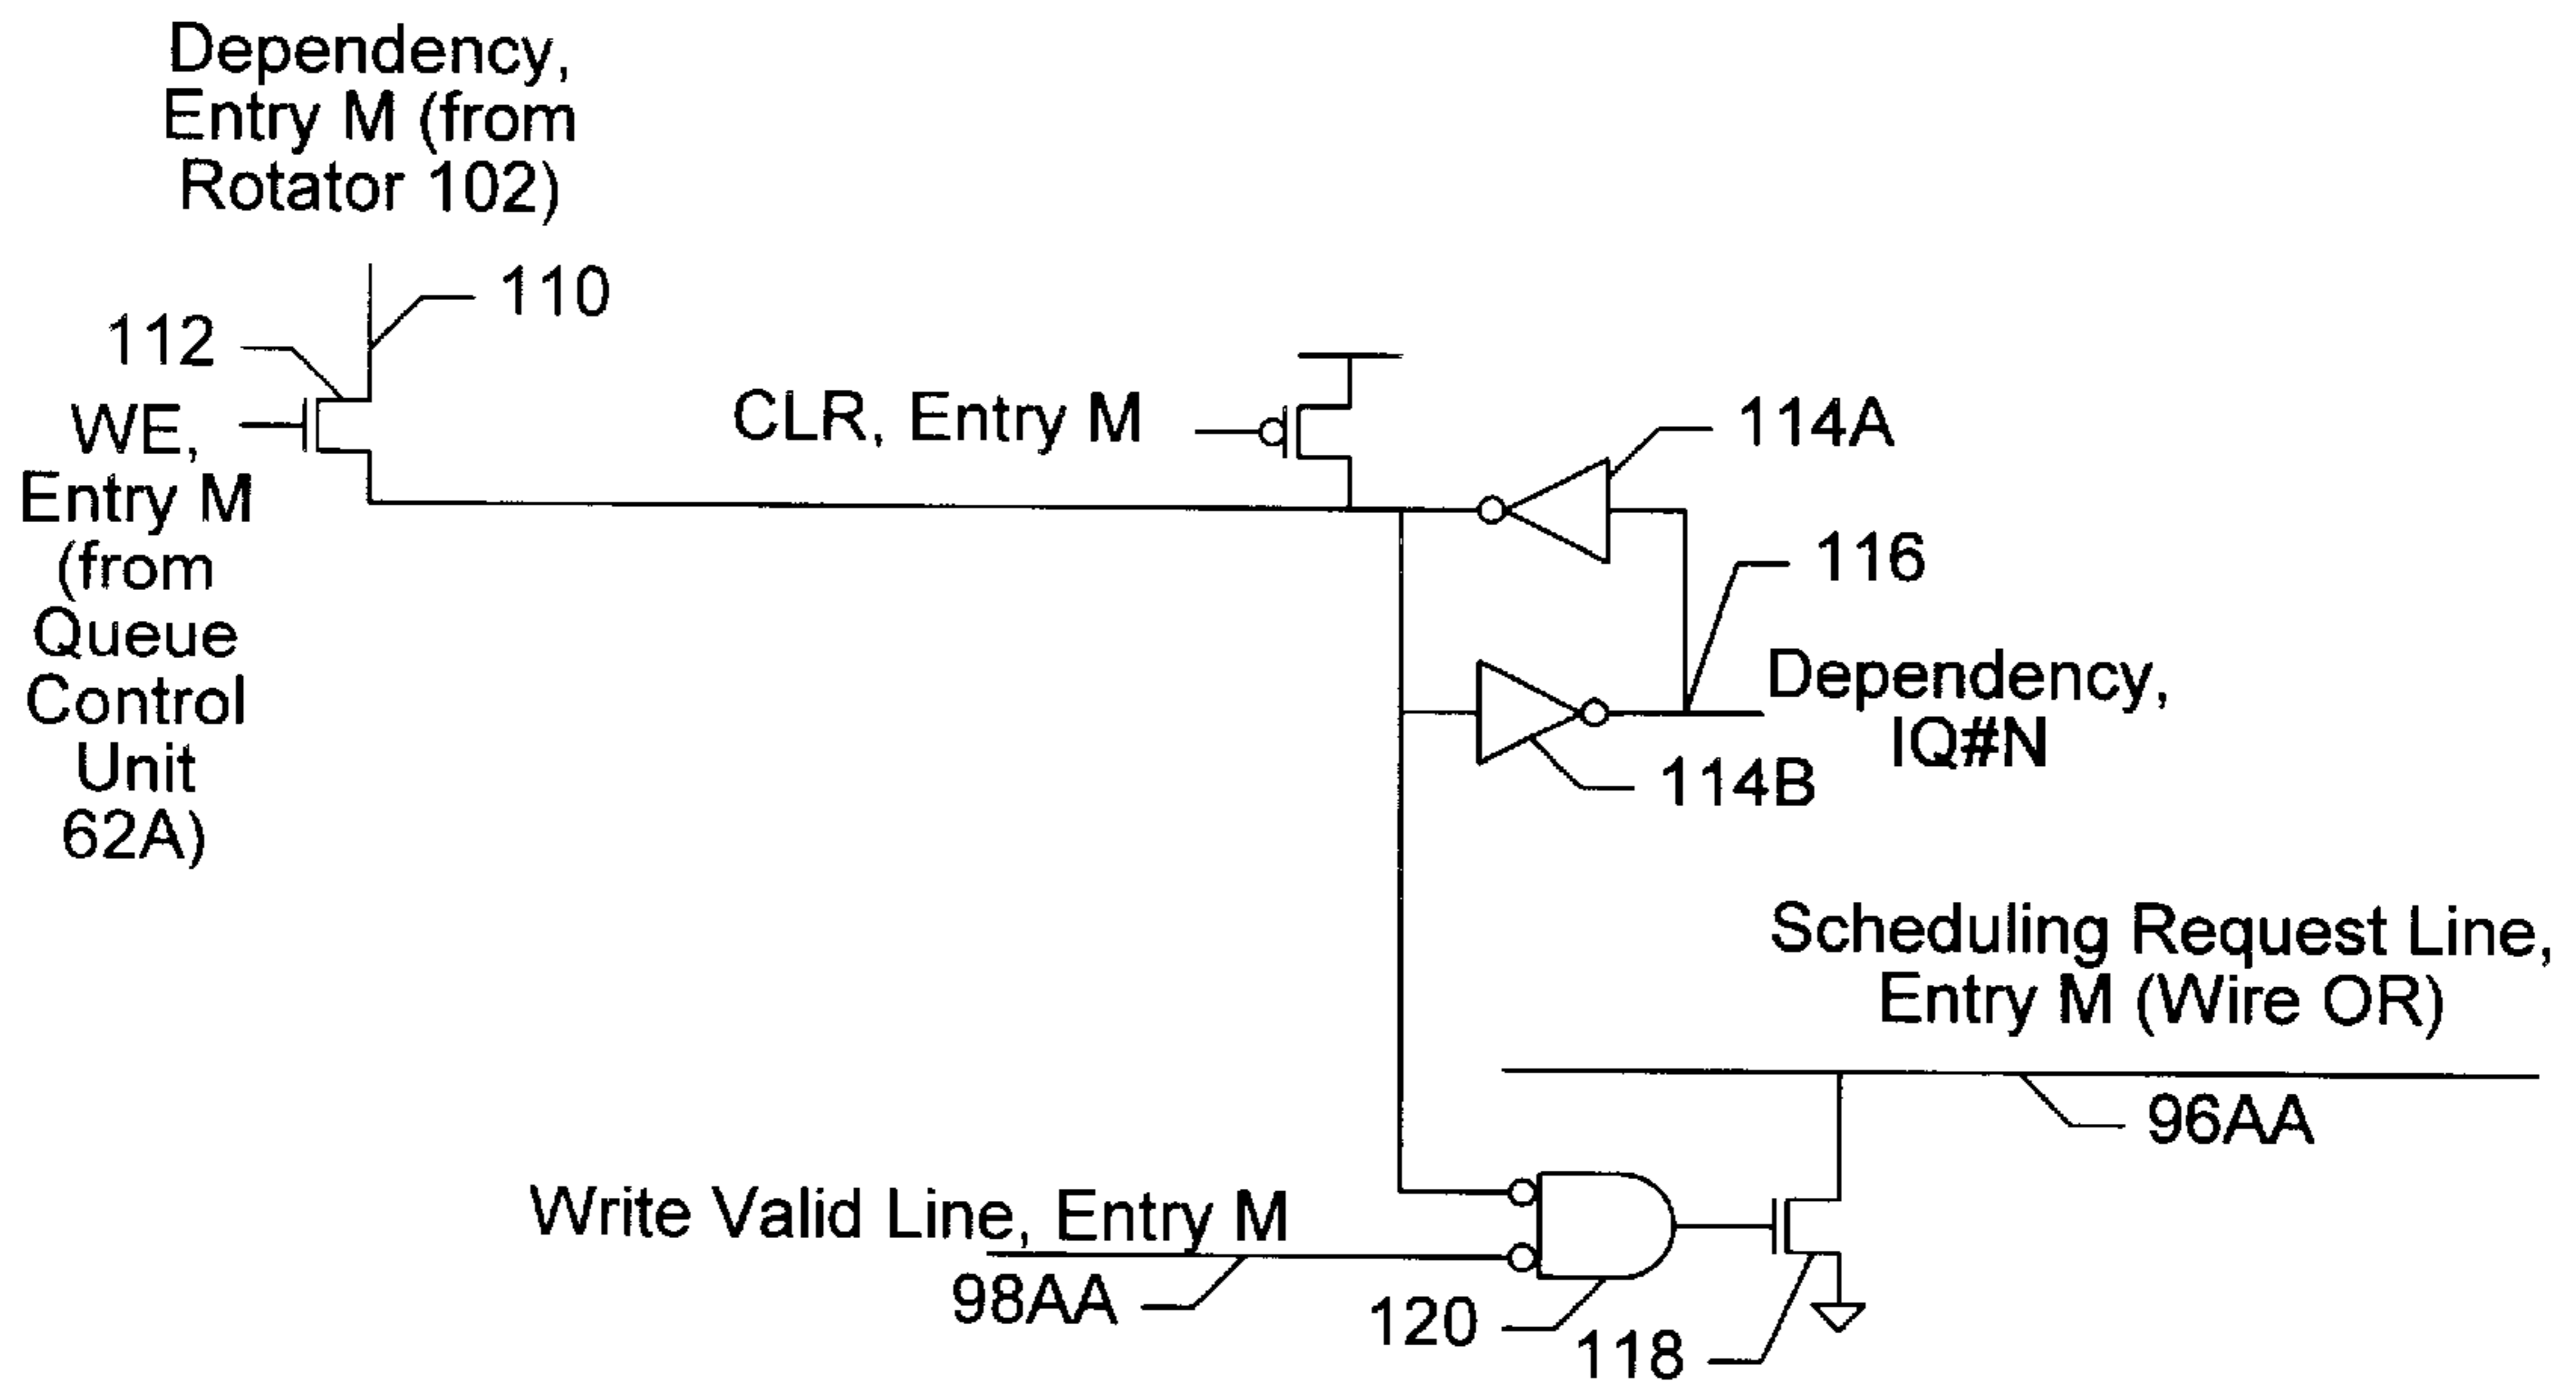 Dependency,
Entry M (from
Rotator 102)
110
112
WE,
Entry M
(from
Queue
Control
Unit
62A)
CLR, Entry M
114A
116
Dependency,
IQ#N
114B
Scheduling Request Line,
Entry M (Wire OR)
96AA
Write Valid Line, Entry M
98AA
120
118